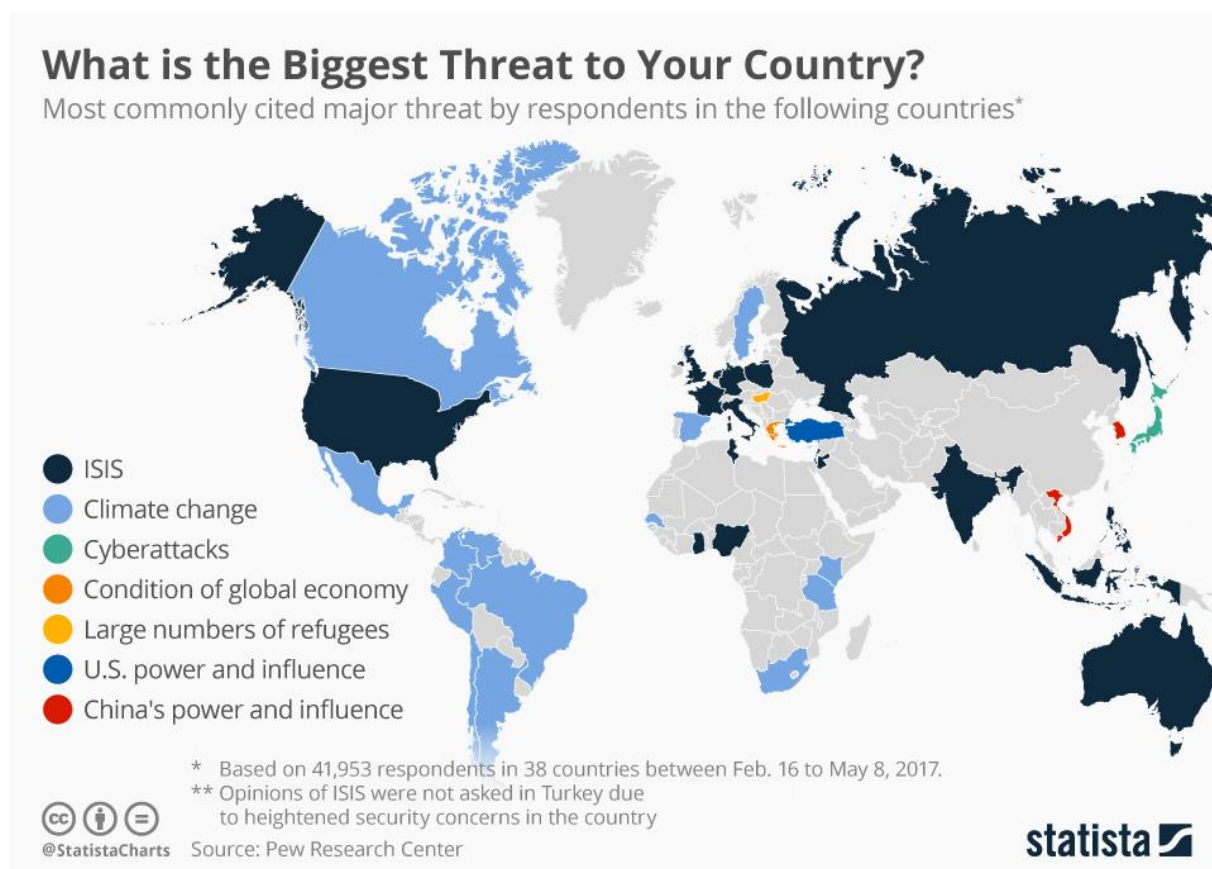 What is the Biggest Threat to Your Country?
Most commonly cited major threat by respondents in the following countries*
ISIS
Climate change
Cyberattacks
Condition of global economy
Large numbers of refugees
U.S. power and influence
China's power and influence
* Based on 41,953 respondents in 38 countries between Feb. 16 to May 8, 2017.
** Opinions of ISIS were not asked in Turkey due
to heightened security concerns in the country
cc
@StatistaCharts Source: Pew Research Center
statista